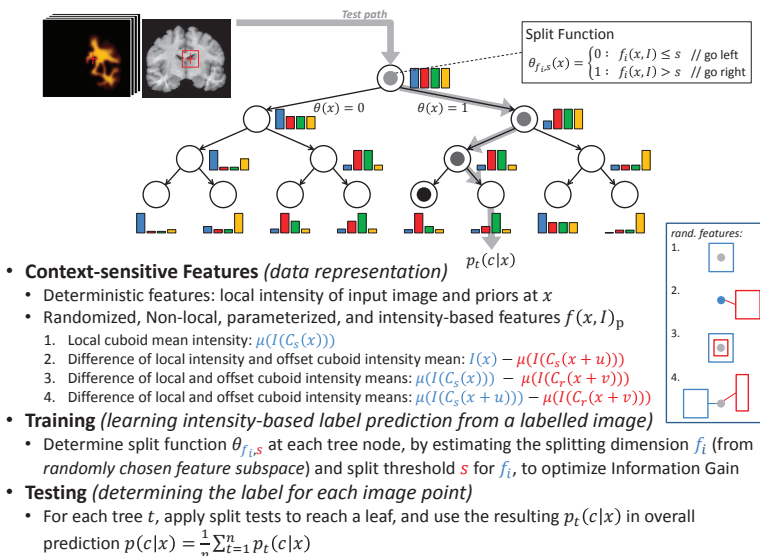 Test path
Split Function
θ_{f_i,s}(x) = {0 : f_i(x, I) ≤ s // go left
1 : f_i(x, I) > s // go right
θ(x) = 0
θ(x) = 1
p_t(c|x)
rand. features:
1.
2.
3.
4.
• Context-sensitive Features (data representation)
• Deterministic features: local intensity of input image and priors at x
• Randomized, Non-local, parameterized, and intensity-based features f(x, I)_p
1. Local cuboid mean intensity: μ(I(C_s(x)))
2. Difference of local intensity and offset cuboid intensity mean: I(x) − μ(I(C_s(x + u)))
3. Difference of local and offset cuboid intensity means: μ(I(C_s(x))) − μ(I(C_r(x + v)))
4. Difference of local and offset cuboid intensity means: μ(I(C_s(x + u))) − μ(I(C_r(x + v)))
• Training (learning intensity-based label prediction from a labelled image)
• Determine split function θ_{f_i,s} at each tree node, by estimating the splitting dimension f_i (from
randomly chosen feature subspace) and split threshold s for f_i, to optimize Information Gain
• Testing (determining the label for each image point)
• For each tree t, apply split tests to reach a leaf, and use the resulting p_t(c|x) in overall
prediction p(c|x) = 1/n ∑_{t=1}^{n} p_t(c|x)